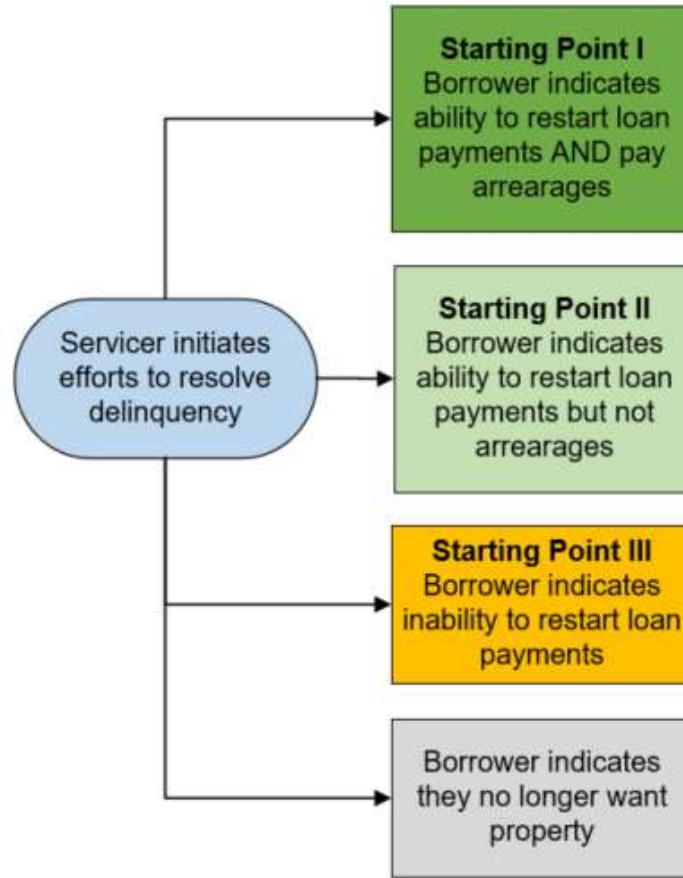 Starting Point I
Borrower indicates
ability to restart loan
payments AND pay
arrearages
Servicer initiates
efforts to resolve
delinquency
Starting Point II
Borrower indicates
ability to restart loan
payments but not
arrearages
Starting Point III
Borrower indicates
inability to restart loan
payments
Borrower indicates
they no longer want
property